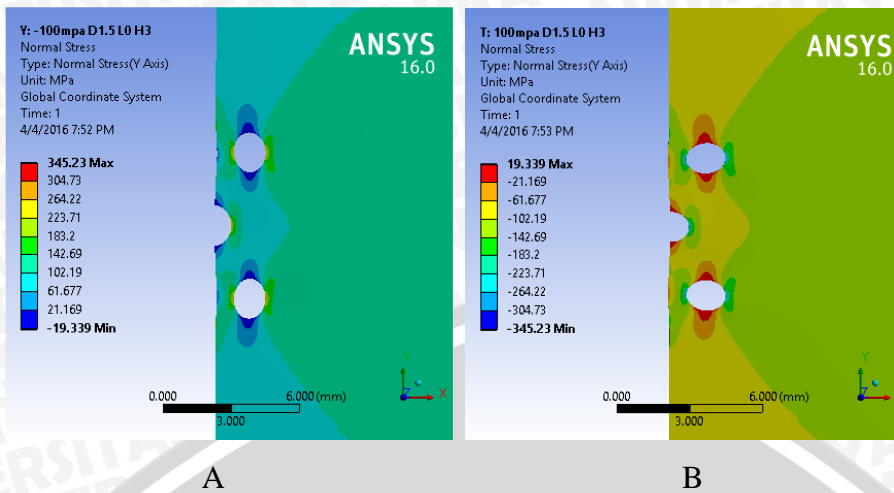 Y: -100mpa D1.5 L0 H3
Normal Stress
Type: Normal Stress(Y Axis)
Unit: MPa
Global Coordinate System
Time: 1
4/4/2016 7:52 PM
345.23 Max
304.73
264.22
223.71
183.2
142.69
102.19
61.677
21.169
-19.339 Min
ANSYS
16.0
0.000
6.000 (mm)
3.000
Y
Z
X
T: 100mpa D1.5 L0 H3
Normal Stress
Type: Normal Stress(Y Axis)
Unit: MPa
Global Coordinate System
Time: 1
4/4/2016 7:53 PM
19.339 Max
-21.169
-61.677
-102.19
-142.69
-183.2
-223.71
-264.22
-304.73
-345.23 Min
ANSYS
16.0
0.000
6.000 (mm)
3.000
Y
Z
X
A
B